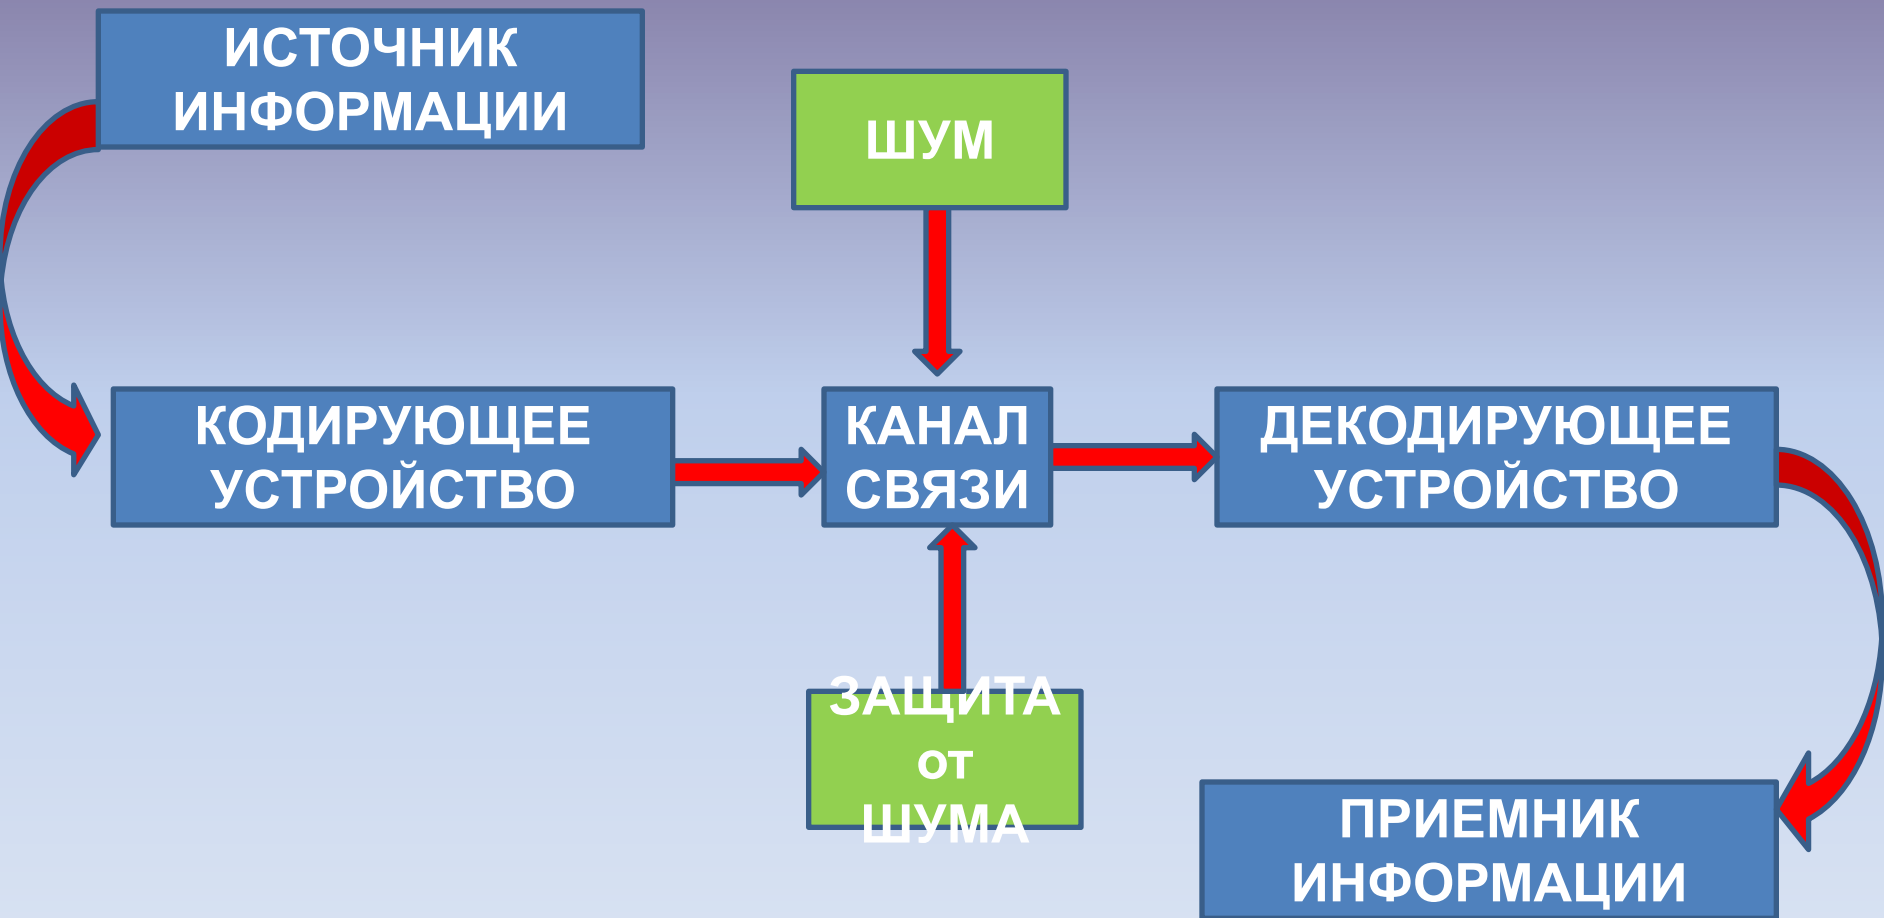 ИСТОЧНИК
ИНФОРМАЦИИ
ШУМ
КОДИРУЮЩЕЕ
УСТРОЙСТВО
КАНАЛ
СВЯЗИ
ДЕКОДИРУЮЩЕЕ
УСТРОЙСТВО
ЗАЩИТА
от
ШУМА
ПРИЕМНИК
ИНФОРМАЦИИ